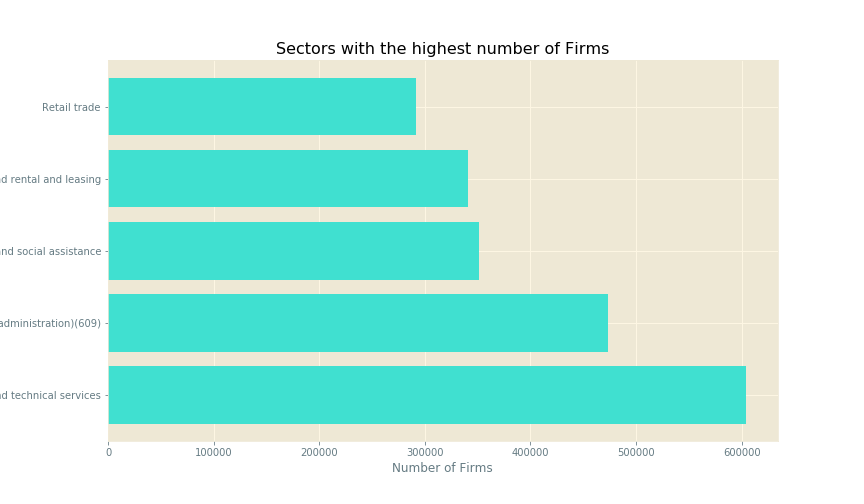 Sectors with the highest number of Firms
Retail trade
rental and leasing
and social assistance
administration)(609)
technical services
0 100000 200000 300000 400000 500000 600000
Number of Firms